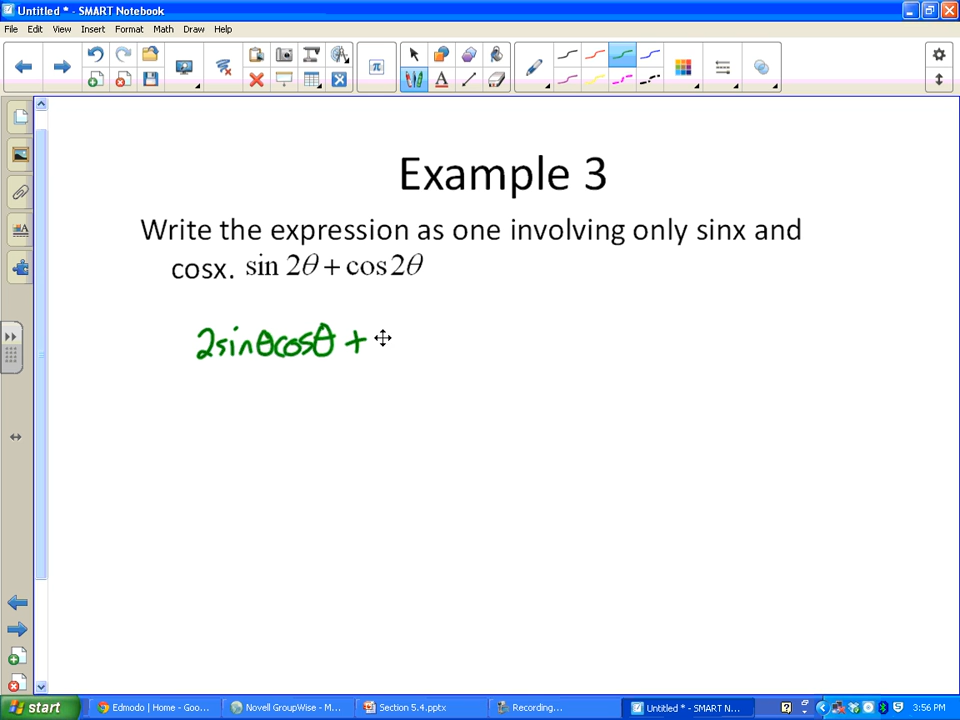 Untitled * - SMART Notebook
File Edit View Insert Format Math Draw Help
Example 3
Write the expression as one involving only sinx and
cosx. sin 2θ + cos2θ
2sinθcosθ +
start Edmodo | Home - Goo... Novell GroupWise - M... Section 5.4.pptx Recording... Untitled * - SMART N... 3:56 PM